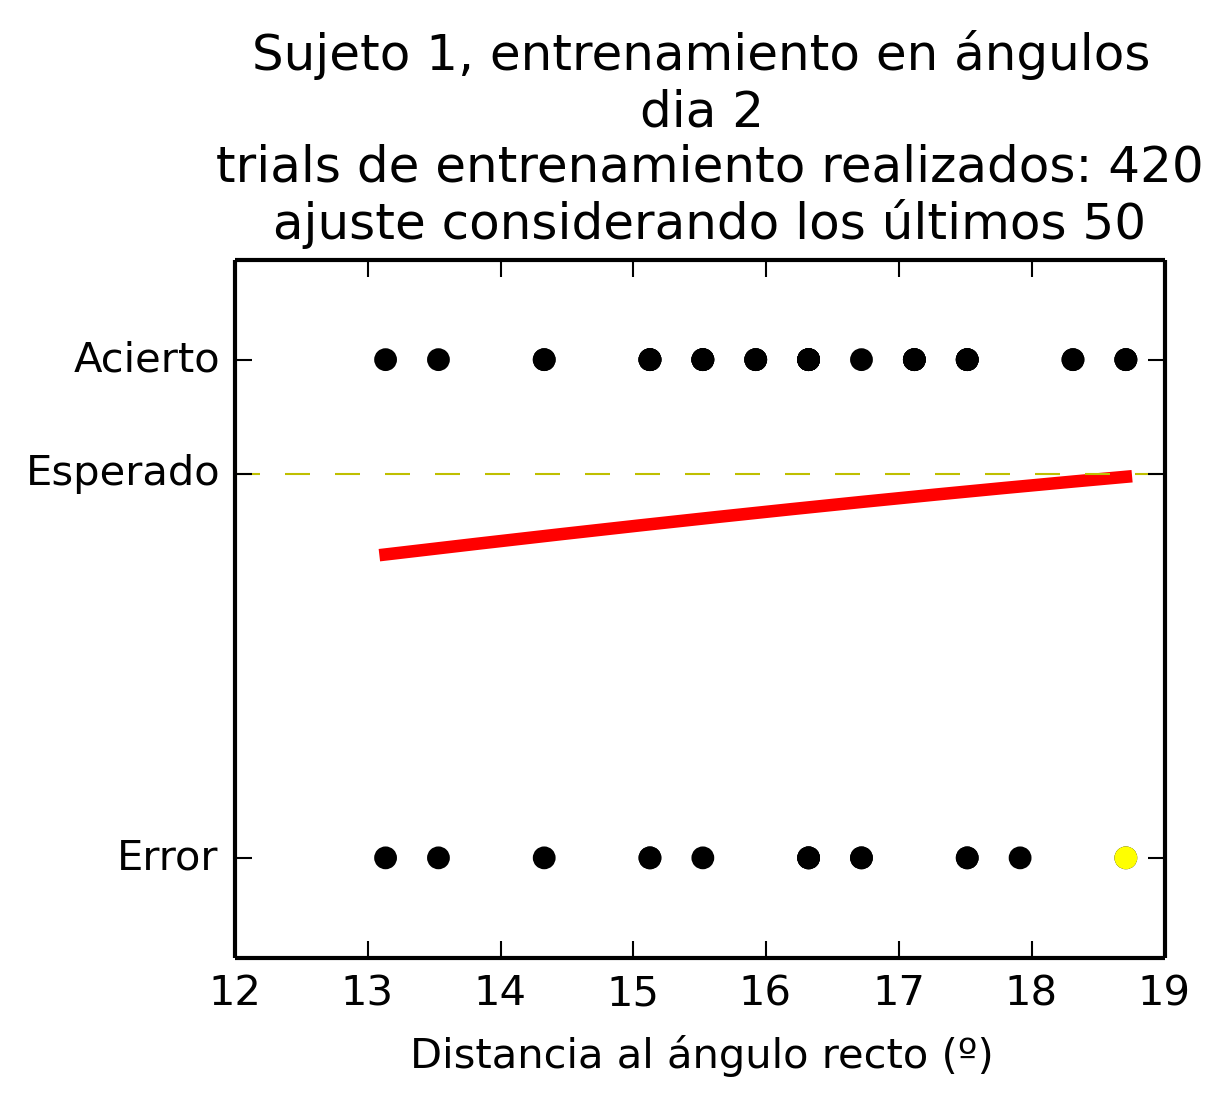 Sujeto 1, entrenamiento en ángulos
dia 2
trials de entrenamiento realizados: 420
ajuste considerando los últimos 50
Acierto
Esperado
Error
12 13 14 15 16 17 18 19
Distancia al ángulo recto (º)